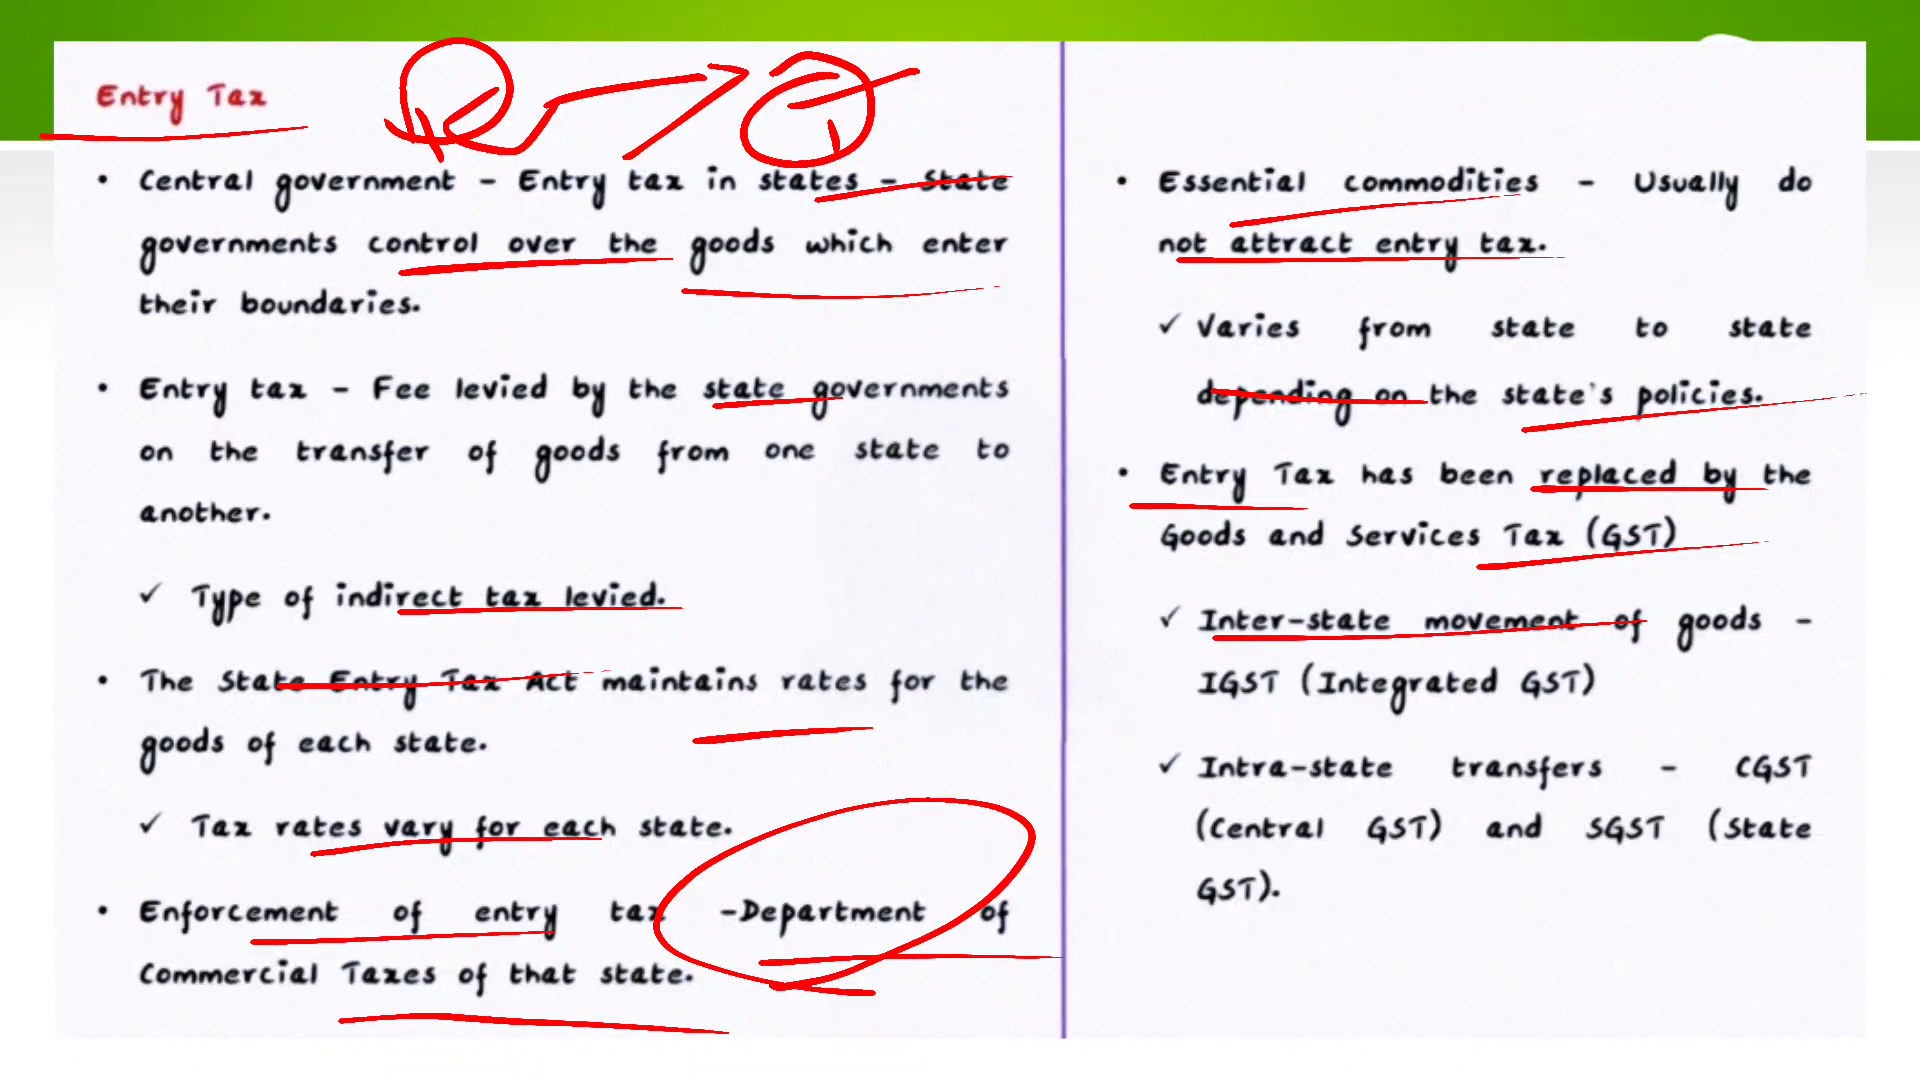 Entry Tax
• Central government - Entry tax in states - State
governments control over the goods which enter
their boundaries.
• Entry tax - Fee levied by the state governments
on the transfer of goods from one state to
another.
✓ Type of indirect tax levied.
• The State Entry Tax Act maintains rates for the
goods of each state.
✓ Tax rates vary for each state.
• Enforcement of entry tax -Department of
Commercial Taxes of that state.
• Essential commodities - Usually do
not attract entry tax.
✓ Varies from state to state
depending on the state's policies.
• Entry Tax has been replaced by the
Goods and Services Tax (GST)
✓ Inter-state movement of goods -
IGST (Integrated GST)
✓ Intra-state transfers - CGST
(Central GST) and SGST (State
GST).